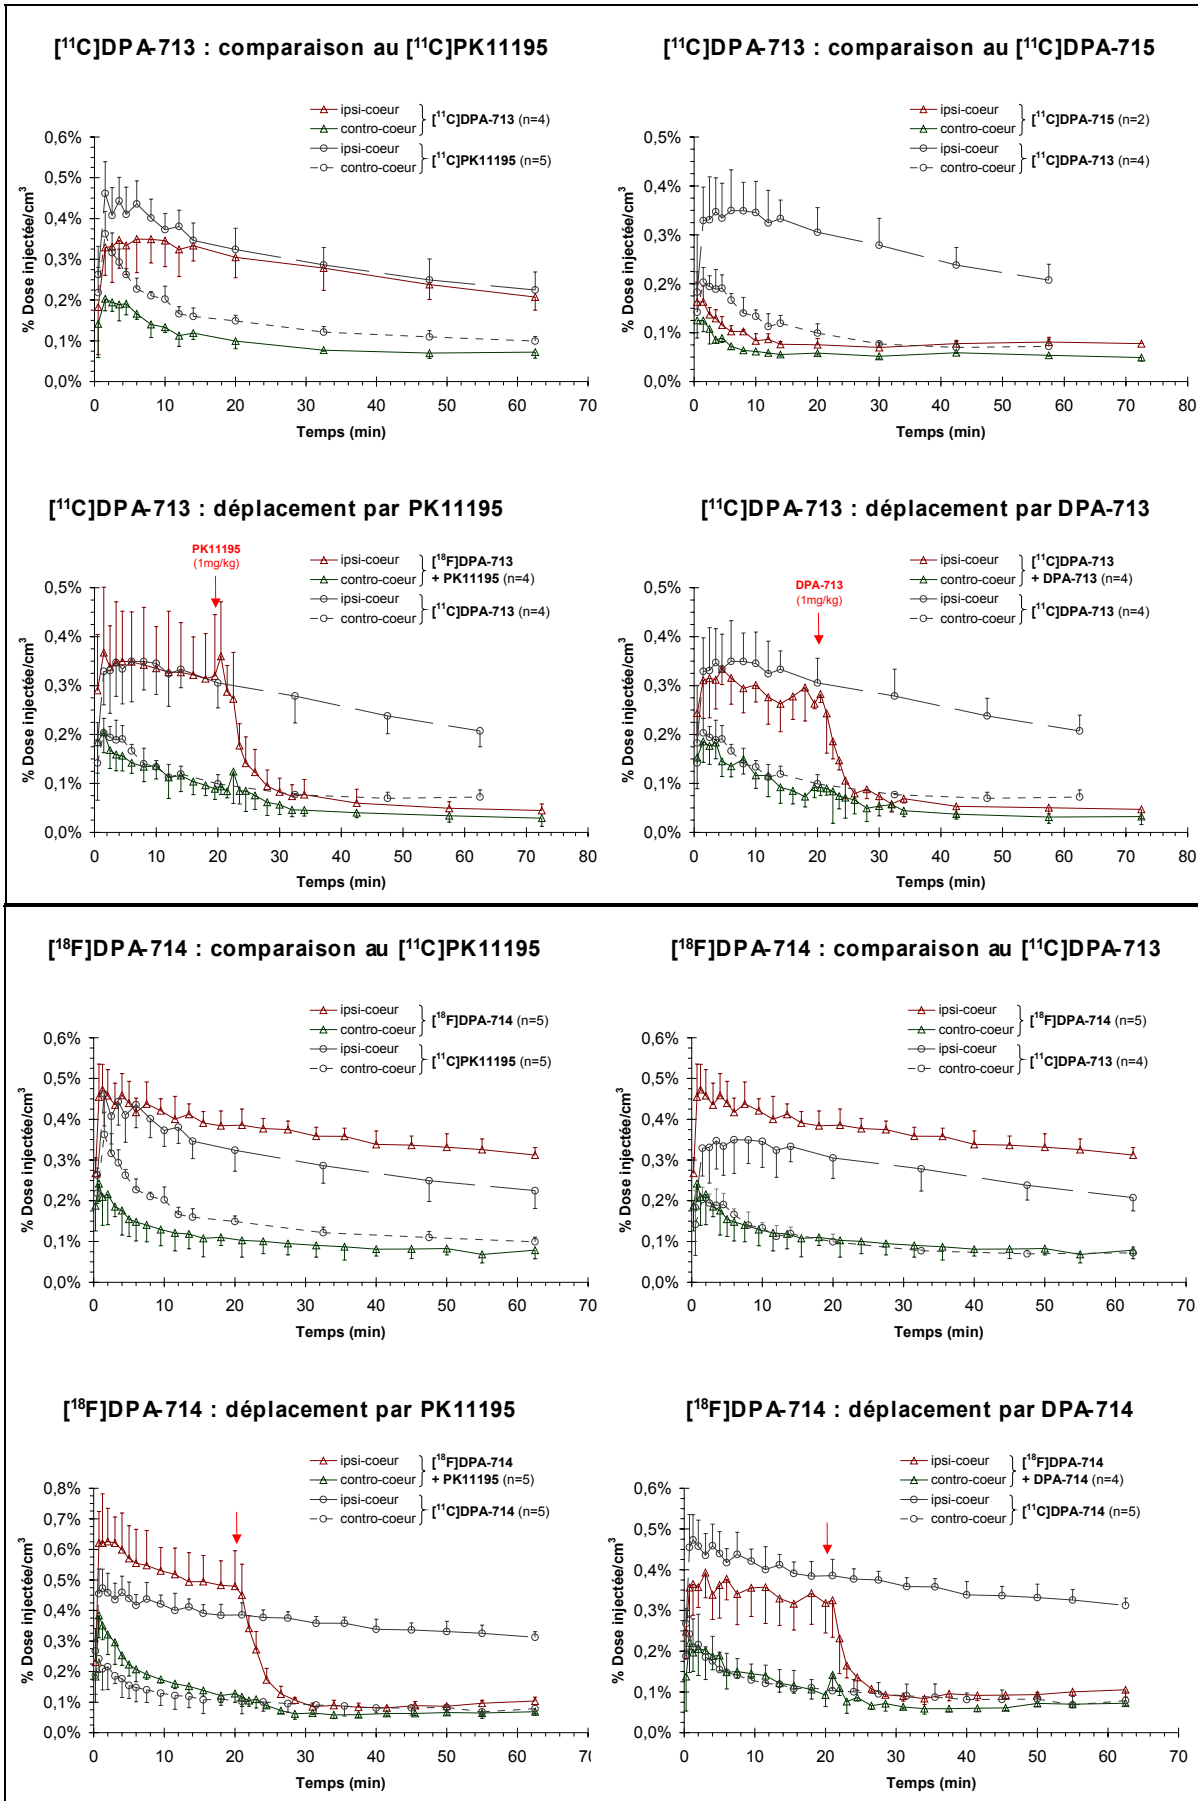 [¹¹C]DPA-713 : comparaison au [¹¹C]PK11195
ipsi-coeur
contro-coeur
[¹¹C]DPA-713 (n=4)
ipsi-coeur
contro-coeur
[¹¹C]PK11195 (n=5)
% Dose injectée/cm³
0,6%
0,5%
0,4%
0,3%
0,2%
0,1%
0,0%
0 10 20 30 40 50 60 70
Temps (min)
[¹¹C]DPA-713 : comparaison au [¹¹C]DPA-715
ipsi-coeur
contro-coeur
[¹¹C]DPA-715 (n=2)
ipsi-coeur
contro-coeur
[¹¹C]DPA-713 (n=4)
% Dose injectée/cm³
0,5%
0,4%
0,3%
0,2%
0,1%
0,0%
0 10 20 30 40 50 60 70 80
Temps (min)
[¹¹C]DPA-713 : déplacement par PK11195
PK11195
(1mg/kg)
ipsi-coeur
contro-coeur
[¹⁸F]DPA-713
+ PK11195 (n=4)
ipsi-coeur
contro-coeur
[¹¹C]DPA-713 (n=4)
% Dose injectée/cm³
0,5%
0,4%
0,3%
0,2%
0,1%
0,0%
0 10 20 30 40 50 60 70 80
Temps (min)
[¹¹C]DPA-713 : déplacement par DPA-713
DPA-713
(1mg/kg)
ipsi-coeur
contro-coeur
[¹¹C]DPA-713
+ DPA-713 (n=4)
ipsi-coeur
contro-coeur
[¹¹C]DPA-713 (n=4)
% Dose injectée/cm³
0,5%
0,4%
0,3%
0,2%
0,1%
0,0%
0 10 20 30 40 50 60 70 80
Temps (min)
[¹⁸F]DPA-714 : comparaison au [¹¹C]PK11195
ipsi-coeur
contro-coeur
[¹⁸F]DPA-714 (n=5)
ipsi-coeur
contro-coeur
[¹¹C]PK11195 (n=5)
% Dose injectée/cm³
0,6%
0,5%
0,4%
0,3%
0,2%
0,1%
0,0%
0 10 20 30 40 50 60 70
Temps (min)
[¹⁸F]DPA-714 : comparaison au [¹¹C]DPA-713
ipsi-coeur
contro-coeur
[¹⁸F]DPA-714 (n=5)
ipsi-coeur
contro-coeur
[¹¹C]DPA-713 (n=4)
% Dose injectée/cm³
0,6%
0,5%
0,4%
0,3%
0,2%
0,1%
0,0%
0 10 20 30 40 50 60 70
Temps (min)
[¹⁸F]DPA-714 : déplacement par PK11195
ipsi-coeur
contro-coeur
[¹⁸F]DPA-714
+ PK11195 (n=5)
ipsi-coeur
contro-coeur
[¹¹C]DPA-714 (n=5)
% Dose injectée/cm³
0,8%
0,7%
0,6%
0,5%
0,4%
0,3%
0,2%
0,1%
0,0%
0 10 20 30 40 50 60
Temps (min)
[¹⁸F]DPA-714 : déplacement par DPA-714
ipsi-coeur
contro-coeur
[¹⁸F]DPA-714
+ DPA-714 (n=4)
ipsi-coeur
contro-coeur
[¹¹C]DPA-714 (n=5)
% Dose injectée/cm³
0,6%
0,5%
0,4%
0,3%
0,2%
0,1%
0,0%
0 10 20 30 40 50 60
Temps (min)